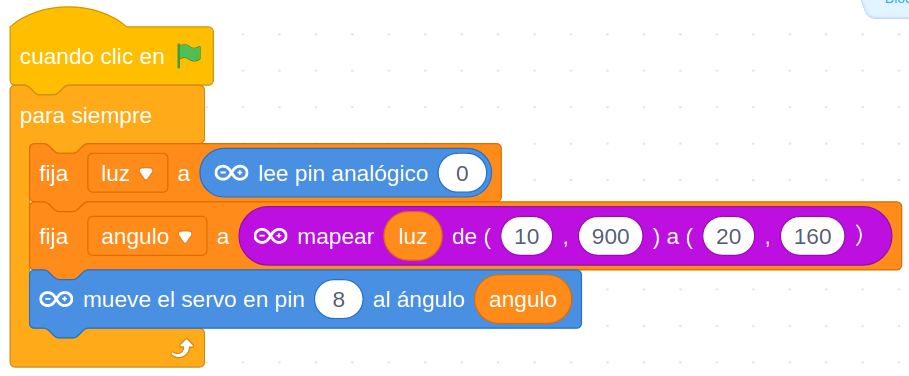 cuando clic en
para siempre
fija luz a lee pin analógico 0
fija angulo a mapear luz de ( 10 , 900 ) a ( 20 , 160 )
mueve el servo en pin 8 al ángulo angulo